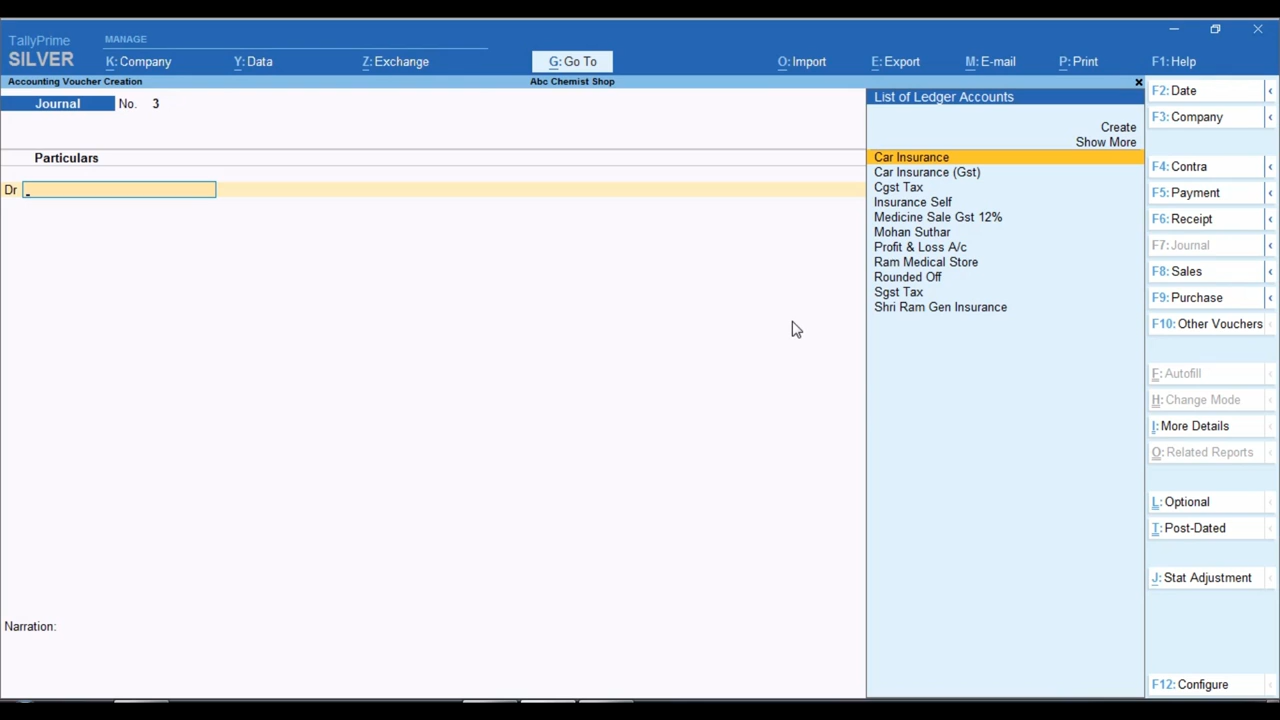 TallyPrime
SILVER
MANAGE
K: Company
Y: Data
Z: Exchange
G: Go To
O: Import
E: Export
M: E-mail
P: Print
F1: Help
Accounting Voucher Creation
Abc Chemist Shop
Journal No. 3
Particulars
Dr
Narration:
List of Ledger Accounts
Create
Show More
Car Insurance
Car Insurance (Gst)
Cgst Tax
Insurance Self
Medicine Sale Gst 12%
Mohan Suthar
Profit & Loss A/c
Ram Medical Store
Rounded Off
Sgst Tax
Shri Ram Gen Insurance
F2: Date
F3: Company
F4: Contra
F5: Payment
F6: Receipt
F7: Journal
F8: Sales
F9: Purchase
F10: Other Vouchers
F: Autofill
H: Change Mode
I: More Details
O: Related Reports
L: Optional
T: Post-Dated
J: Stat Adjustment
F12: Configure